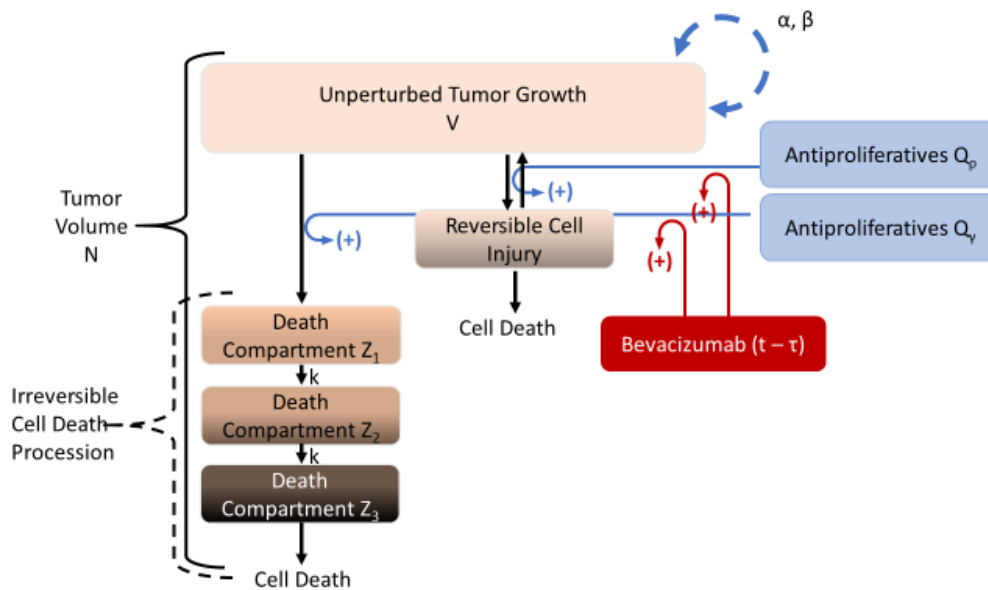 α, β
Unperturbed Tumor Growth
V
Antiproliferatives Qp
(+)
Tumor
Volume
N
(+)
Reversible Cell
Injury
(+)
Antiproliferatives Qγ
(+)
Cell Death
Bevacizumab (t – τ)
Death
Compartment Z1
k
Irreversible
Cell Death
Procession
Death
Compartment Z2
k
Death
Compartment Z3
Cell Death